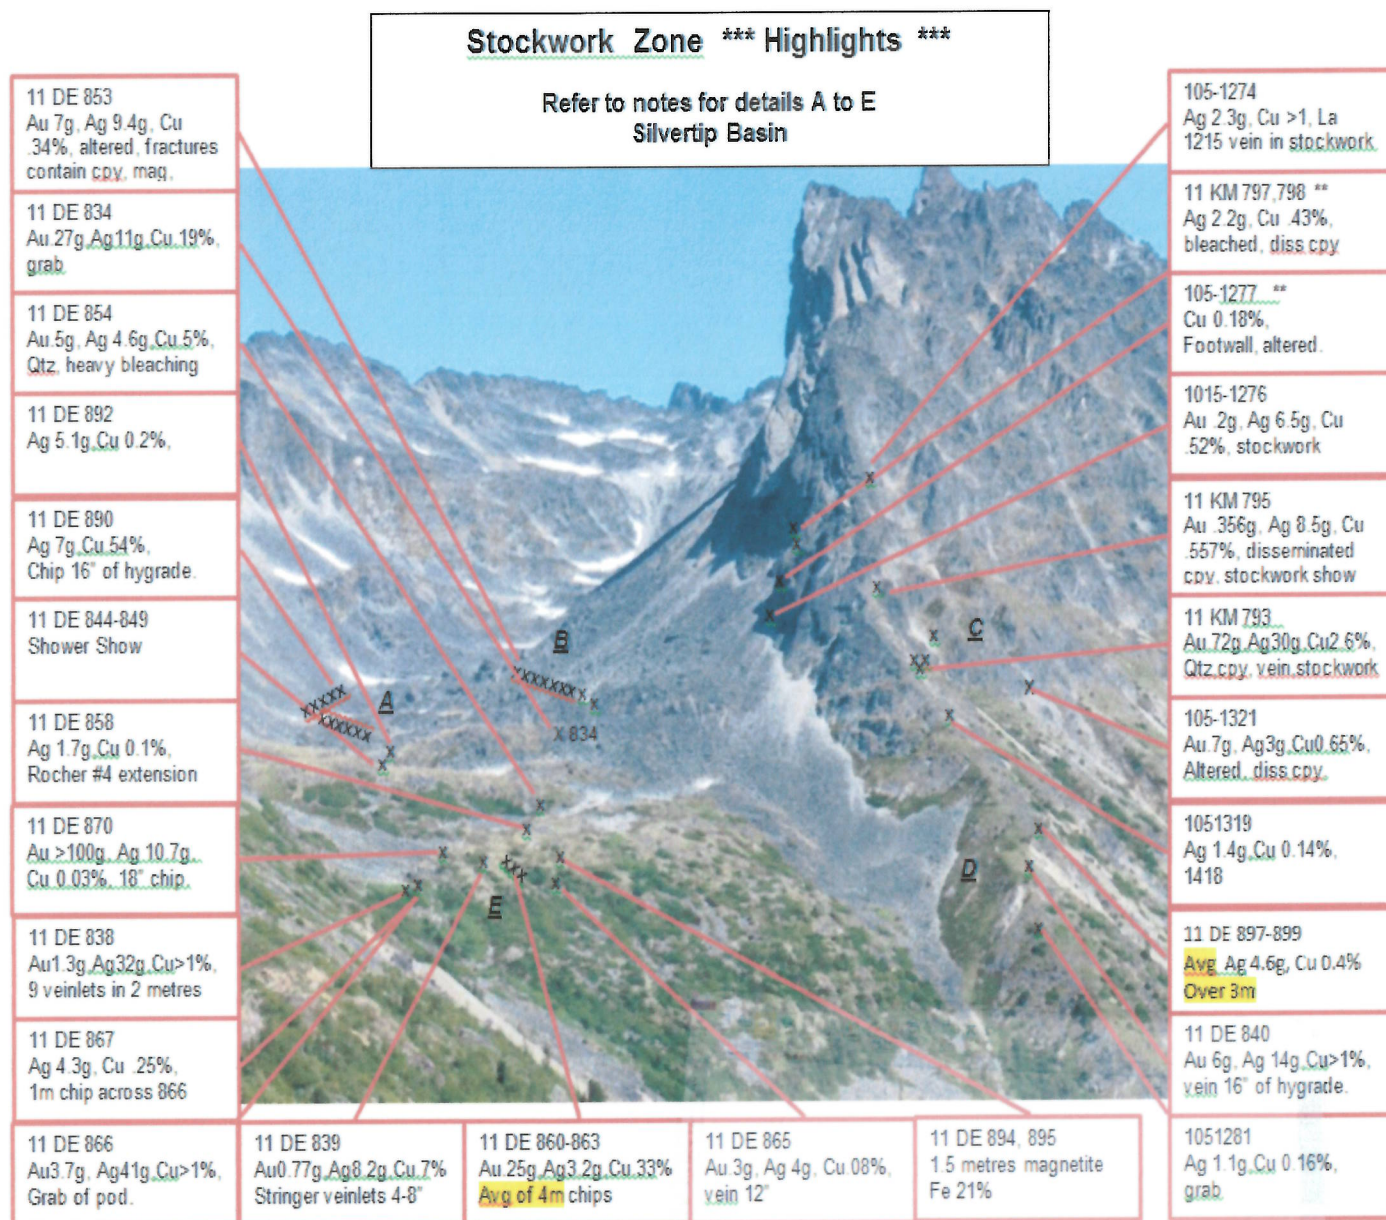 Stockwork Zone *** Highlights ***
Refer to notes for details A to E
Silvertip Basin
11 DE 853
Au 7g, Ag 9.4g, Cu
.34%, altered, fractures
contain cpy, mag,
11 DE 834
Au.27g,Ag11g,Cu.19%,
grab
11 DE 854
Au.5g, Ag 4.6g,Cu.5%,
Qtz, heavy bleaching
11 DE 892
Ag 5.1g,Cu 0.2%,
11 DE 890
Ag 7g,Cu.54%,
Chip 16" of hygrade.
11 DE 844-849
Shower Show
11 DE 858
Ag 1.7g,Cu 0.1%,
Rocher #4 extension
11 DE 870
Au >100g, Ag 10.7g,
Cu 0.03%, 18" chip.
11 DE 838
Au1.3g,Ag32g,Cu>1%,
9 veinlets in 2 metres
11 DE 867
Ag 4.3g, Cu .25%,
1m chip across 866
11 DE 866
Au3.7g, Ag41g,Cu>1%,
Grab of pod.
11 DE 839
Au0.77g,Ag8.2g,Cu.7%
Stringer veinlets 4-8"
11 DE 860-863
Au.25g,Ag3.2g,Cu.33%
Avg of 4m chips
11 DE 865
Au.3g, Ag 4g, Cu.08%,
vein 12"
11 DE 894, 895
1.5 metres magnetite
Fe 21%
105-1274
Ag 2.3g, Cu >1, La
1215 vein in stockwork
11 KM 797,798 **
Ag 2.2g, Cu .43%,
bleached, diss cpy
105-1277 **
Cu 0.18%,
Footwall, altered.
1015-1276
Au .2g, Ag 6.5g, Cu
.52%, stockwork
11 KM 795
Au .356g, Ag 8.5g, Cu
.557%, disseminated
cpy, stockwork show
11 KM 793
Au.72g,Ag30g,Cu2.6%,
Qtz,cpy, vein,stockwork
105-1321
Au.7g, Ag3g,Cu0.65%,
Altered, diss cpy,
1051319
Ag 1.4g,Cu 0.14%,
1418
11 DE 897-899
Avg Ag 4.6g, Cu 0.4%
Over 3m
11 DE 840
Au 6g, Ag 14g,Cu>1%,
vein 16" of hygrade.
1051281
Ag 1.1g,Cu 0.16%,
grab
B
XXXXXXX
X
X 834
XXXXX
A
XXXXXX
X
X
X
X
X
X
X
X
C
X
XX
X
X
X
X
X
X
X
X
XXX
X
X
X X
E
D
X
X
X